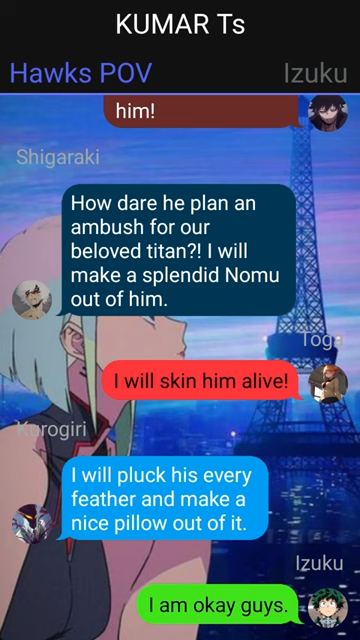 KUMAR Ts
Hawks POV
Izuku
him!
Shigaraki
How dare he plan an
ambush for our
beloved titan?! I will
make a splendid Nomu
out of him.
Toga
I will skin him alive!
Kurogiri
I will pluck his every
feather and make a
nice pillow out of it.
Izuku
I am okay guys.